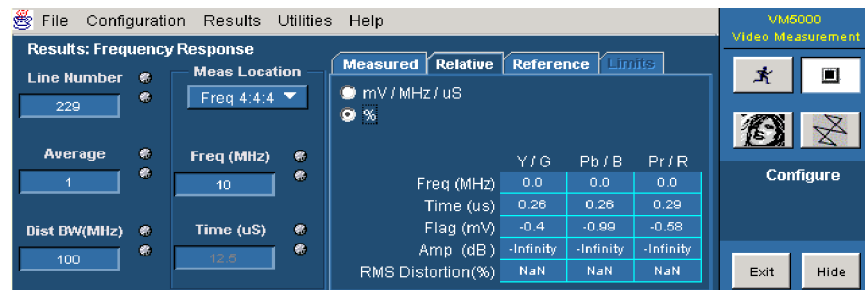 File Configuration Results Utilities Help
VM5000
Video Measurement
Results: Frequency Response
Line Number
229
Average
1
Dist BW(MHz)
100
Meas Location
Freq 4:4:4
Freq (MHz)
10
Time (uS)
12.5
Measured Relative Reference Limits
mV / MHz / uS
%
Y / G Pb / B Pr / R
Freq (MHz) 0.0 0.0 0.0
Time (us) 0.26 0.26 0.29
Flag (mV) -0.4 -0.99 -0.58
Amp (dB) -Infinity -Infinity -Infinity
RMS Distortion(%) NaN NaN NaN
Configure
Exit Hide